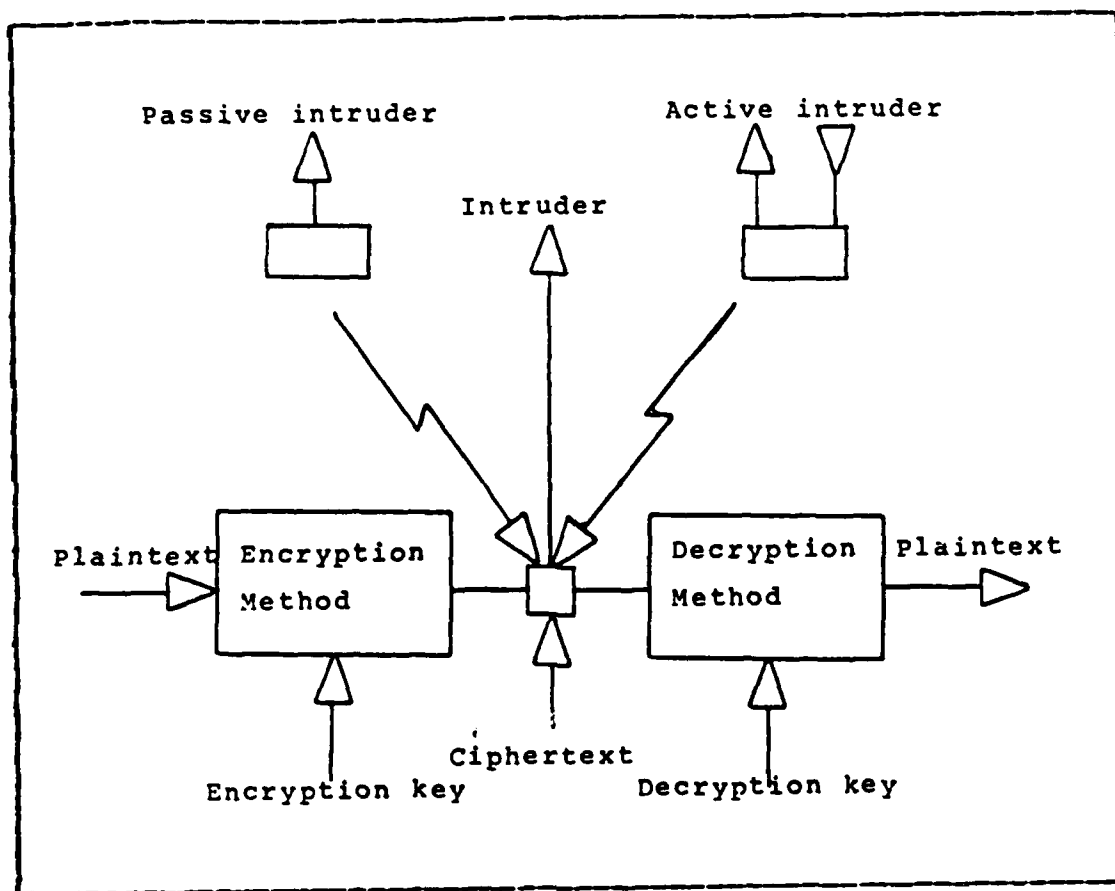 Passive intruder
Active intruder
Intruder
Plaintext
Encryption
Method
Decryption
Method
Plaintext
Ciphertext
Encryption key
Decryption key